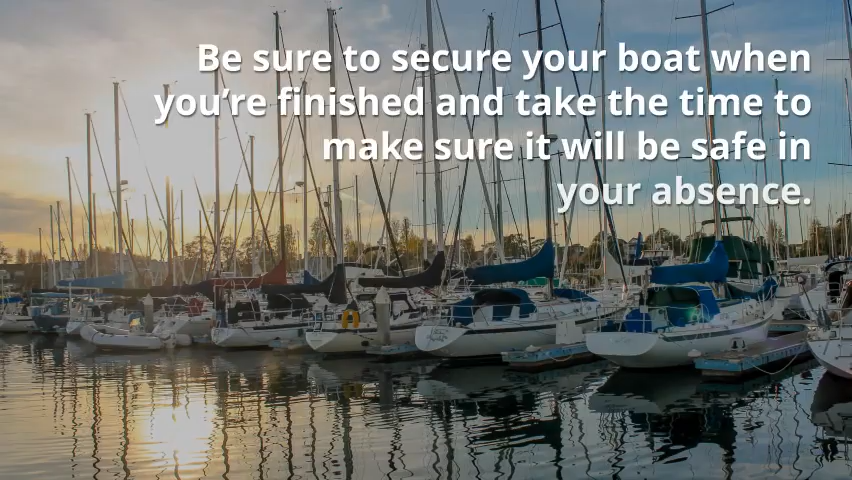 Be sure to secure your boat when
you’re finished and take the time to
make sure it will be safe in
your absence.